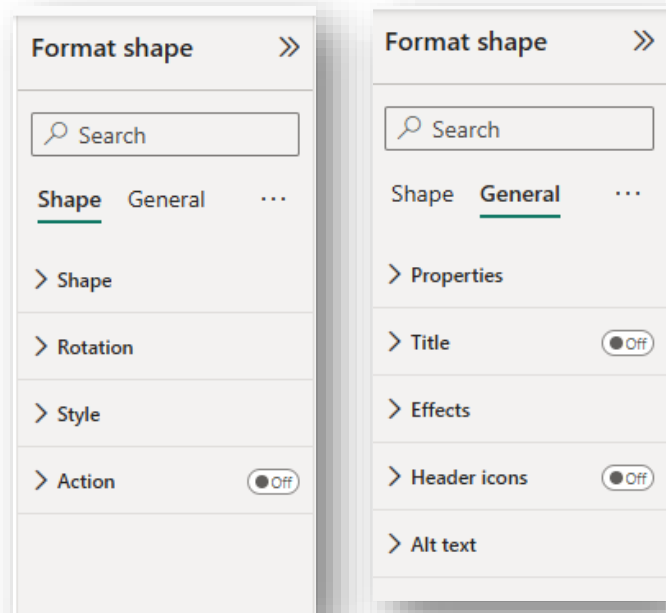 Format shape
Search
Shape General ...
Shape
Rotation
Style
Action Off
Format shape
Search
Shape General ...
Properties
Title Off
Effects
Header icons Off
Alt text